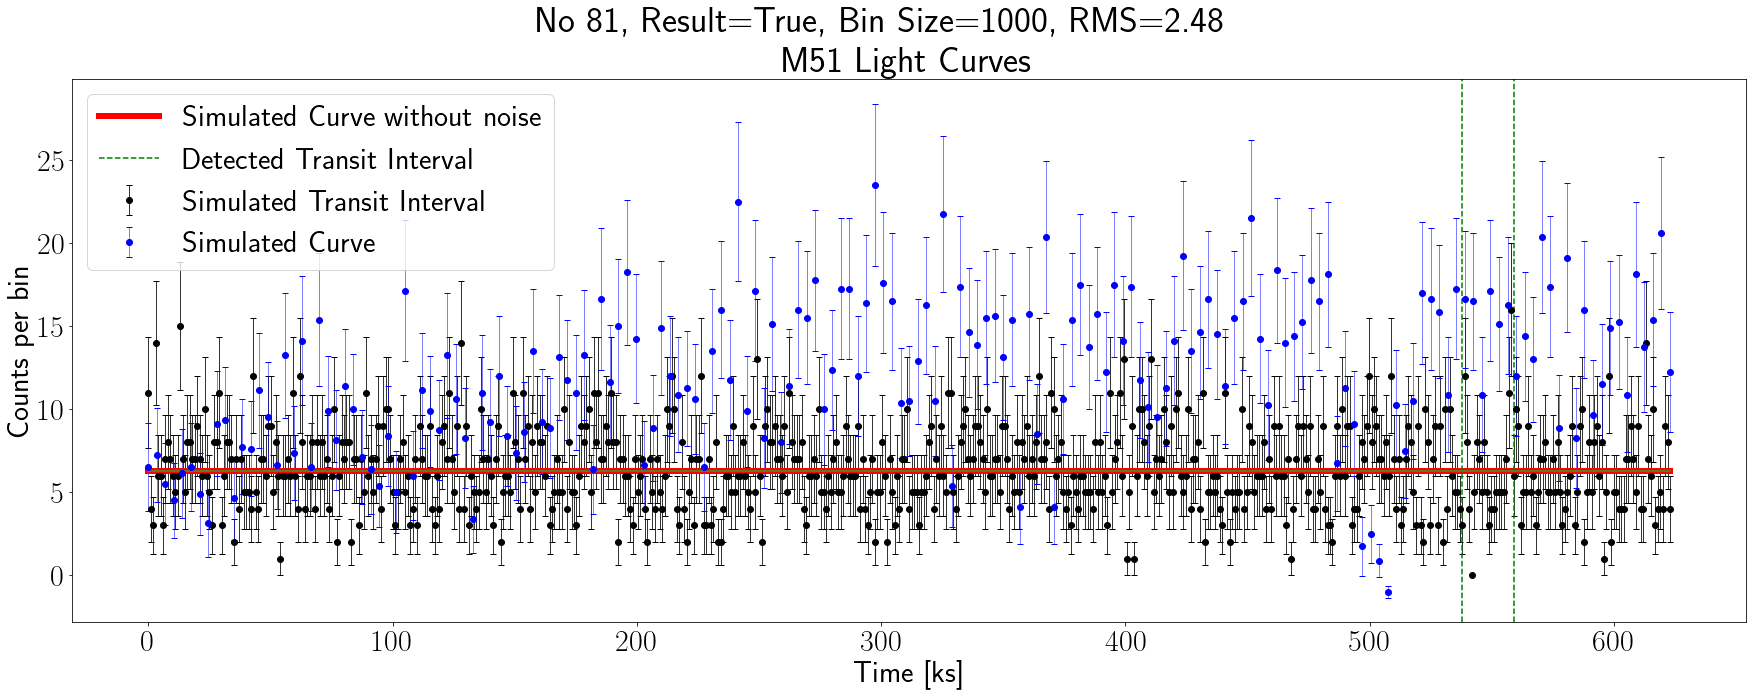 No 81, Result=True, Bin Size=1000, RMS=2.48
M51 Light Curves
Simulated Curve without noise
Detected Transit Interval
Simulated Transit Interval
Simulated Curve
Counts per bin
25
20
15
10
5
0
0 100 200 300 400 500 600
Time [ks]